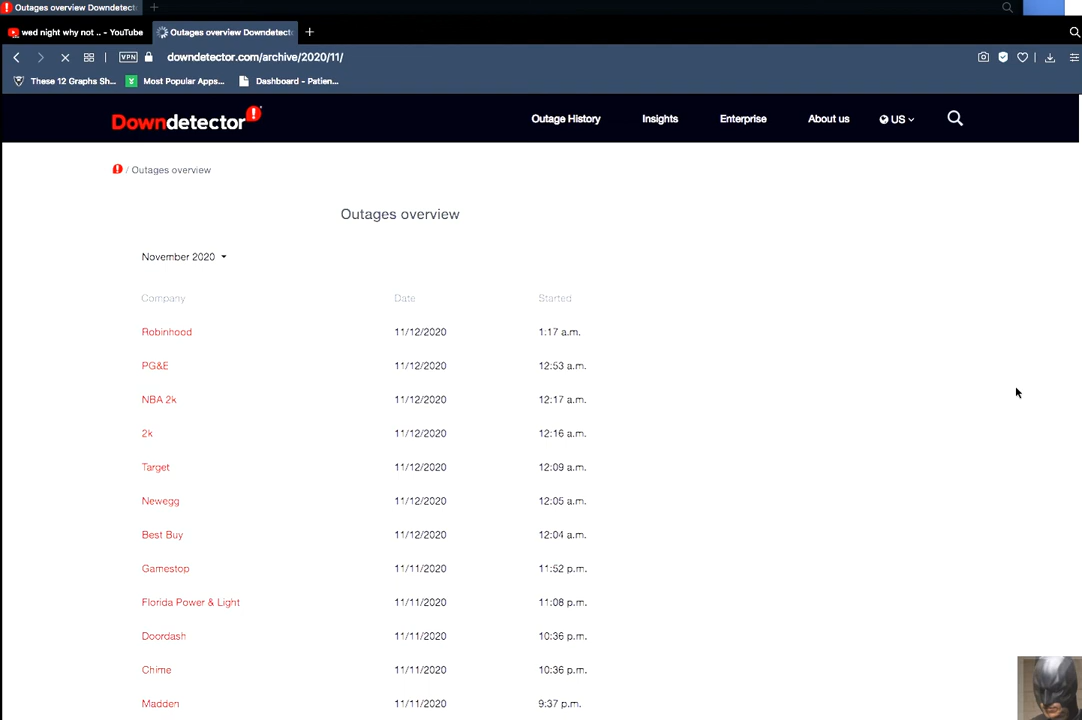 Outages overview Downdetect
wed night why not .. - YouTube
Outages overview Downdetect
VPN
downdetector.com/archive/2020/11/
These 12 Graphs Sh...
Most Popular Apps...
Dashboard - Patien...
Downdetector
Outage History
Insights
Enterprise
About us
US
/ Outages overview
Outages overview
November 2020
Company Date Started
Robinhood 11/12/2020 1:17 a.m.
PG&E 11/12/2020 12:53 a.m.
NBA 2k 11/12/2020 12:17 a.m.
2k 11/12/2020 12:16 a.m.
Target 11/12/2020 12:09 a.m.
Newegg 11/12/2020 12:05 a.m.
Best Buy 11/12/2020 12:04 a.m.
Gamestop 11/11/2020 11:52 p.m.
Florida Power & Light 11/11/2020 11:08 p.m.
Doordash 11/11/2020 10:36 p.m.
Chime 11/11/2020 10:36 p.m.
Madden 11/11/2020 9:37 p.m.